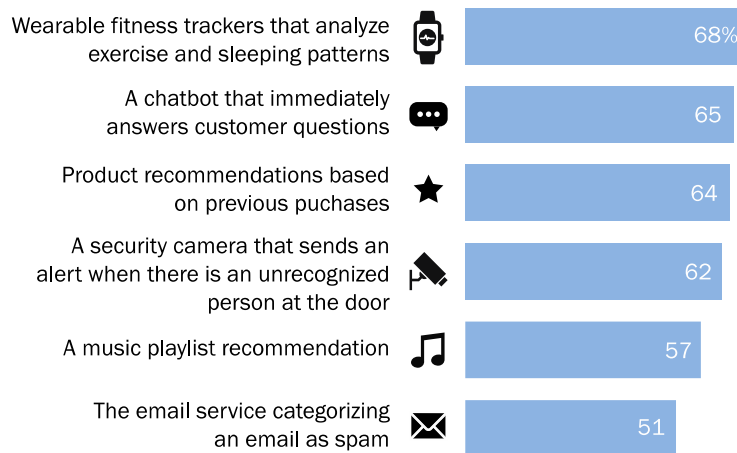 Wearable fitness trackers that analyze
exercise and sleeping patterns
68%
A chatbot that immediately
answers customer questions
65
Product recommendations based
on previous puchases
64
A security camera that sends an
alert when there is an unrecognized
person at the door
62
A music playlist recommendation
57
The email service categorizing
an email as spam
51